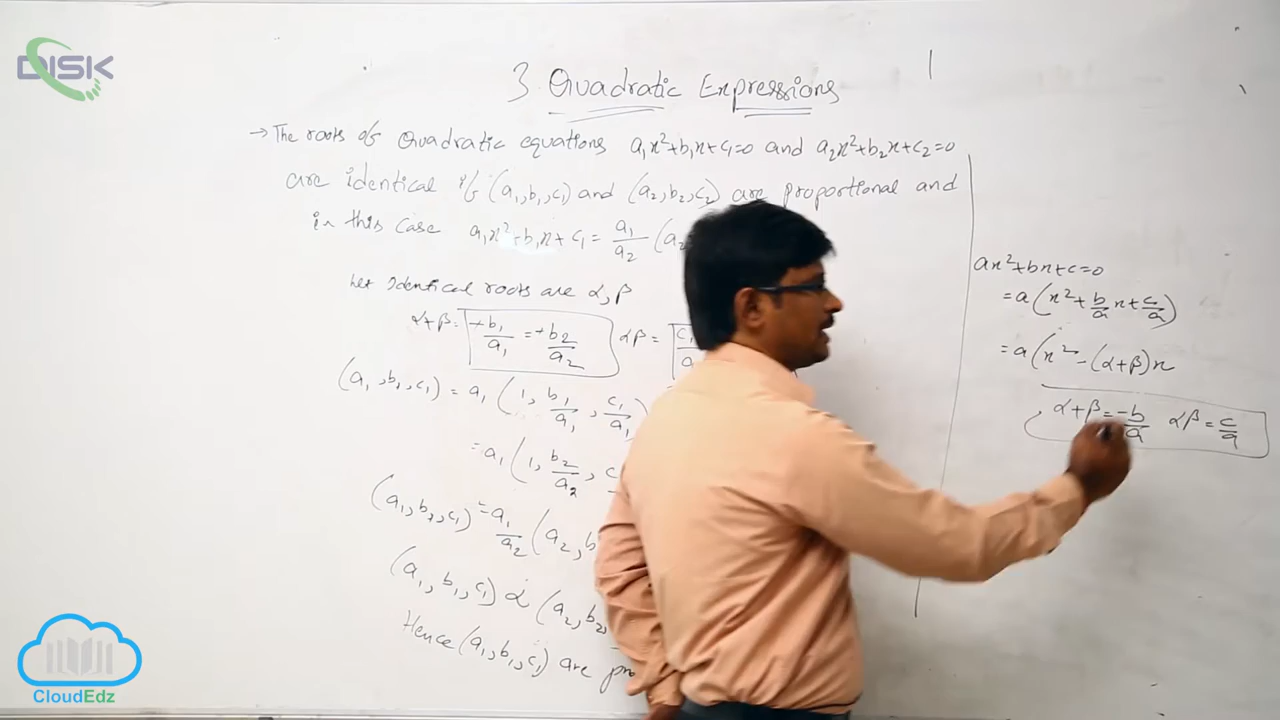 DISK
3 Quadratic Expressions
→ The roots of Quadratic equations a₁x²+b₁x+c₁=0 and a₂x²+b₂x+c₂=0
are identical if (a₁,b₁,c₁) and (a₂,b₂,c₂) are proportional and
in this case a₁x²+b₁x+c₁ = a₁/a₂ (a₂
Let identical roots are α,β
α+β = -b₁/a₁ = -b₂/a₂ αβ = c₁/a
(a₁,b₁,c₁) = a₁ (1, b₁/a₁, c₁/a₁)
= a₁ (1, b₂/a₂, c
(a₁,b₁,c₁) = a₁/a₂ (a₂, b
(a₁, b₁, c₁) α (a₂, b₂,
Hence (a₁,b₁,c₁) are pro
ax²+bx+c=0
= a(x²+b/a x+c/a)
= a(x²-(α+β)x
α+β = -b/a αβ = c/a
CloudEdz